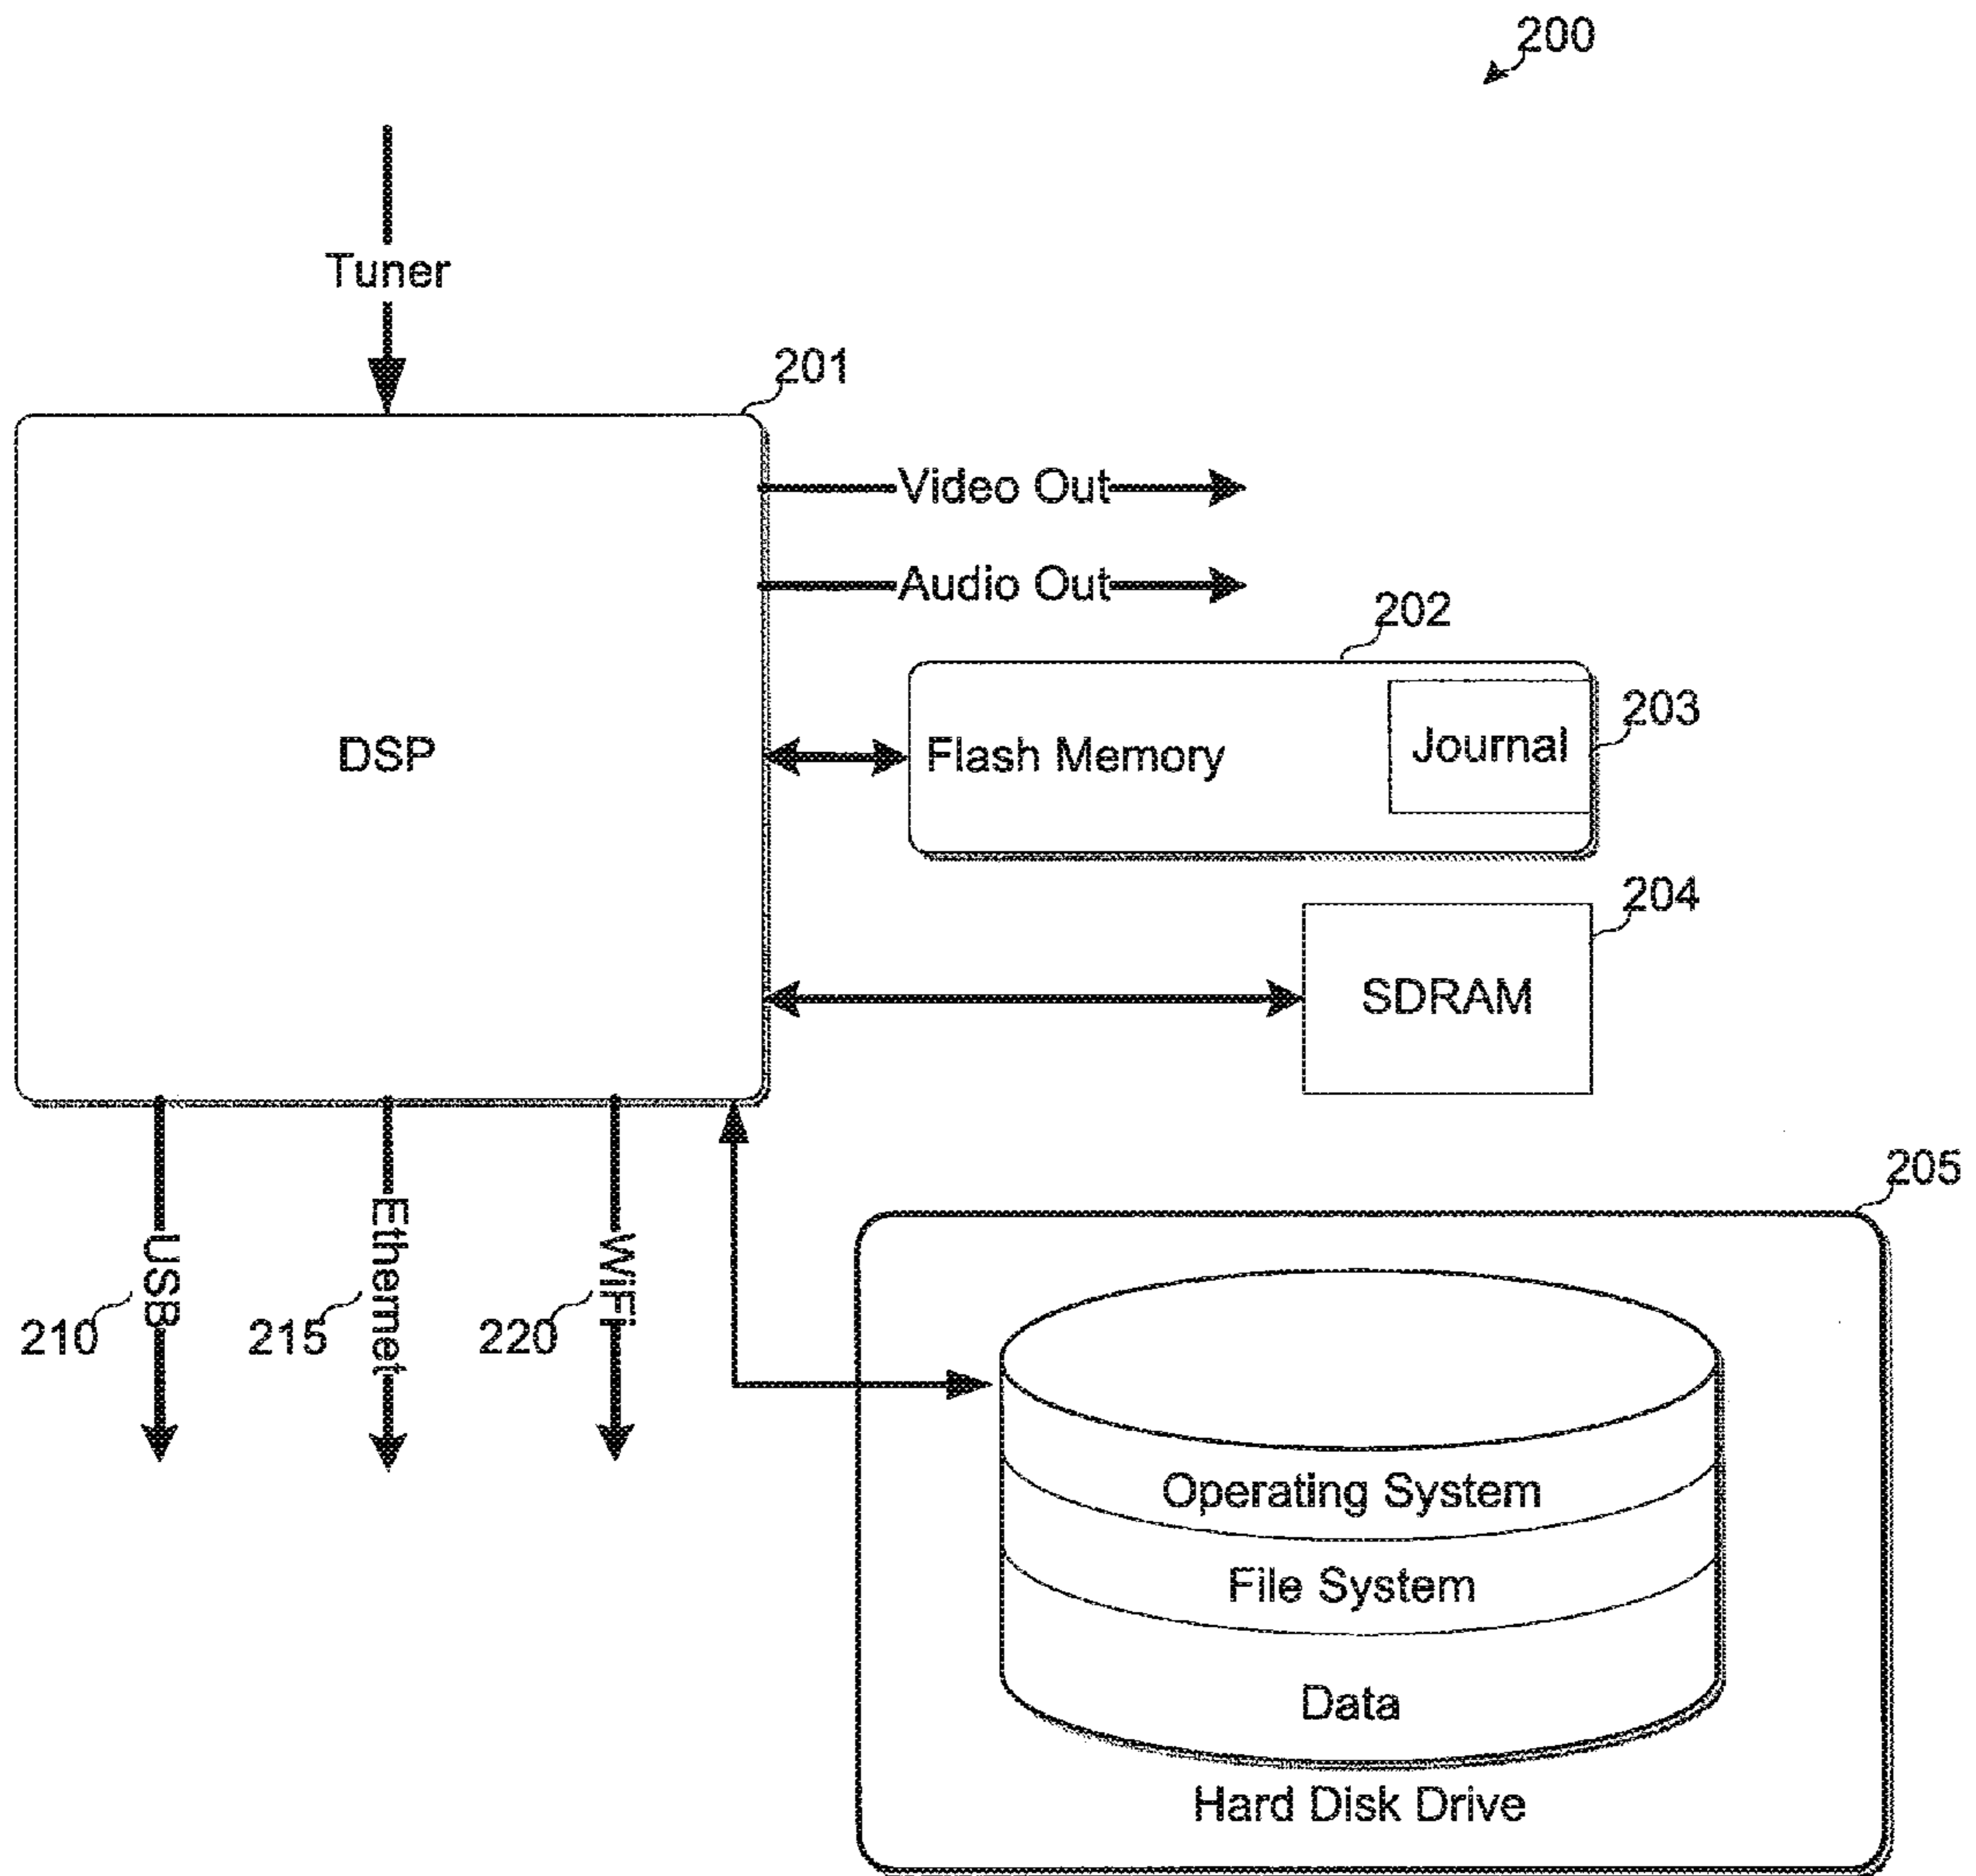 200
Tuner
201
Video Out
Audio Out
202
DSP
Flash Memory
Journal
203
204
SDRAM
205
USB
Ethernet
WiFi
210
215
220
Operating System
File System
Data
Hard Disk Drive